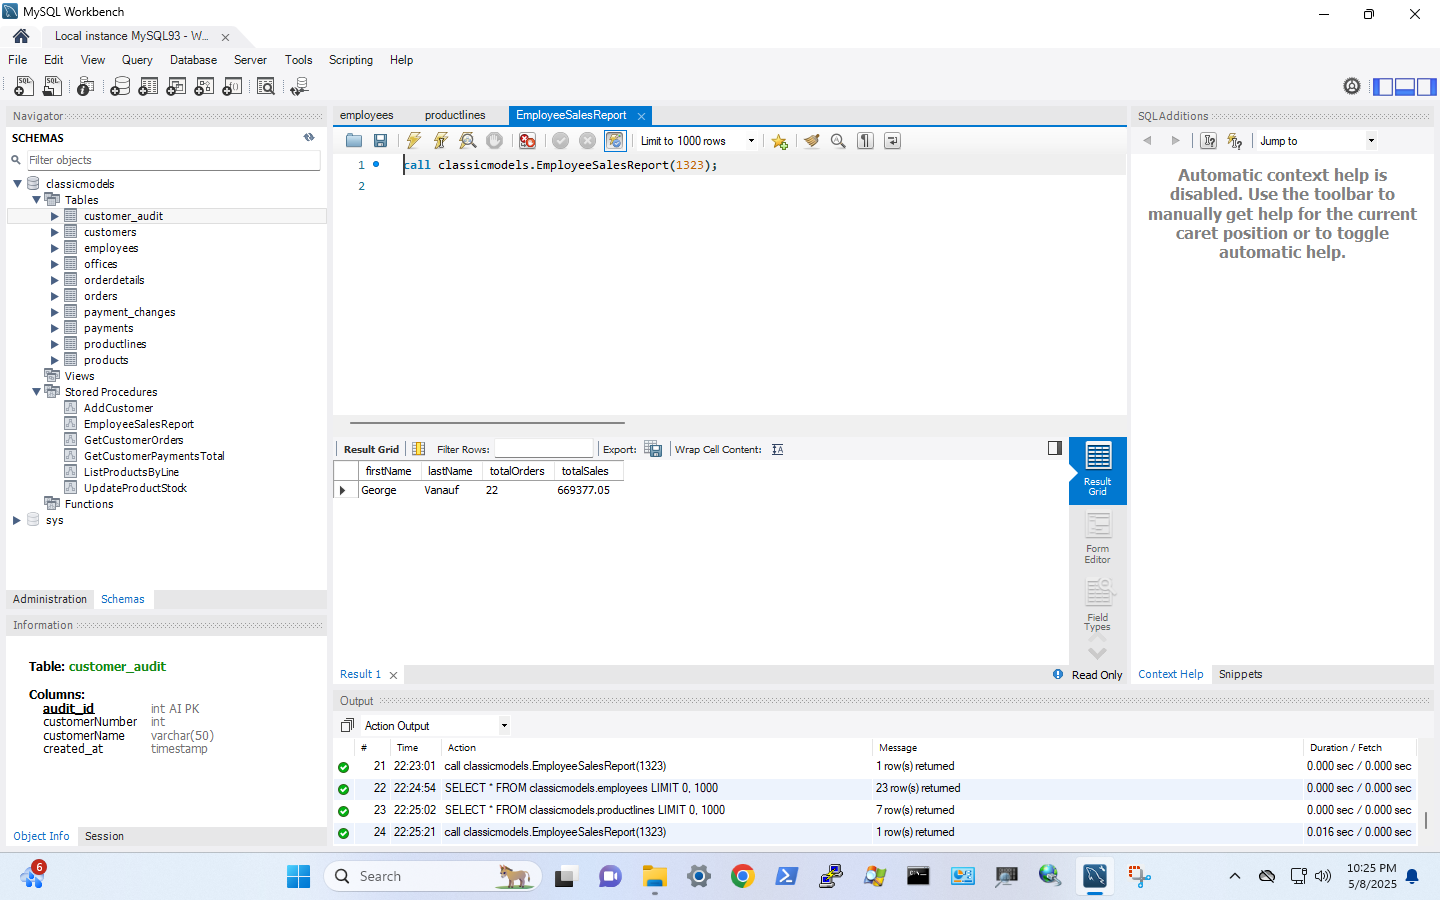 MySQL Workbench
Local instance MySQL93 - W...
File Edit View Query Database Server Tools Scripting Help
Navigator
SCHEMAS
Filter objects
classicmodels
Tables
customer_audit
customers
employees
offices
orderdetails
orders
payment_changes
payments
productlines
products
Views
Stored Procedures
AddCustomer
EmployeeSalesReport
GetCustomerOrders
GetCustomerPaymentsTotal
ListProductsByLine
UpdateProductStock
Functions
sys
Administration Schemas
Information
Table: customer_audit
Columns:
audit_id int AI PK
customerNumber int
customerName varchar(50)
created_at timestamp
Object Info Session
employees productlines EmployeeSalesReport
Limit to 1000 rows
1 call classicmodels.EmployeeSalesReport(1323);
2
Result Grid Filter Rows: Export: Wrap Cell Content:
firstName lastName totalOrders totalSales
George Vanauf 22 669377.05
Result Grid
Form Editor
Field Types
Result 1 Read Only
SQLAdditions
Jump to
Automatic context help is
disabled. Use the toolbar to
manually get help for the current
caret position or to toggle
automatic help.
Context Help Snippets
Output
Action Output
# Time Action Message Duration / Fetch
21 22:23:01 call classicmodels.EmployeeSalesReport(1323) 1 row(s) returned 0.000 sec / 0.000 sec
22 22:24:54 SELECT * FROM classicmodels.employees LIMIT 0, 1000 23 row(s) returned 0.000 sec / 0.000 sec
23 22:25:02 SELECT * FROM classicmodels.productlines LIMIT 0, 1000 7 row(s) returned 0.000 sec / 0.000 sec
24 22:25:21 call classicmodels.EmployeeSalesReport(1323) 1 row(s) returned 0.016 sec / 0.000 sec
6
Search
10:25 PM
5/8/2025